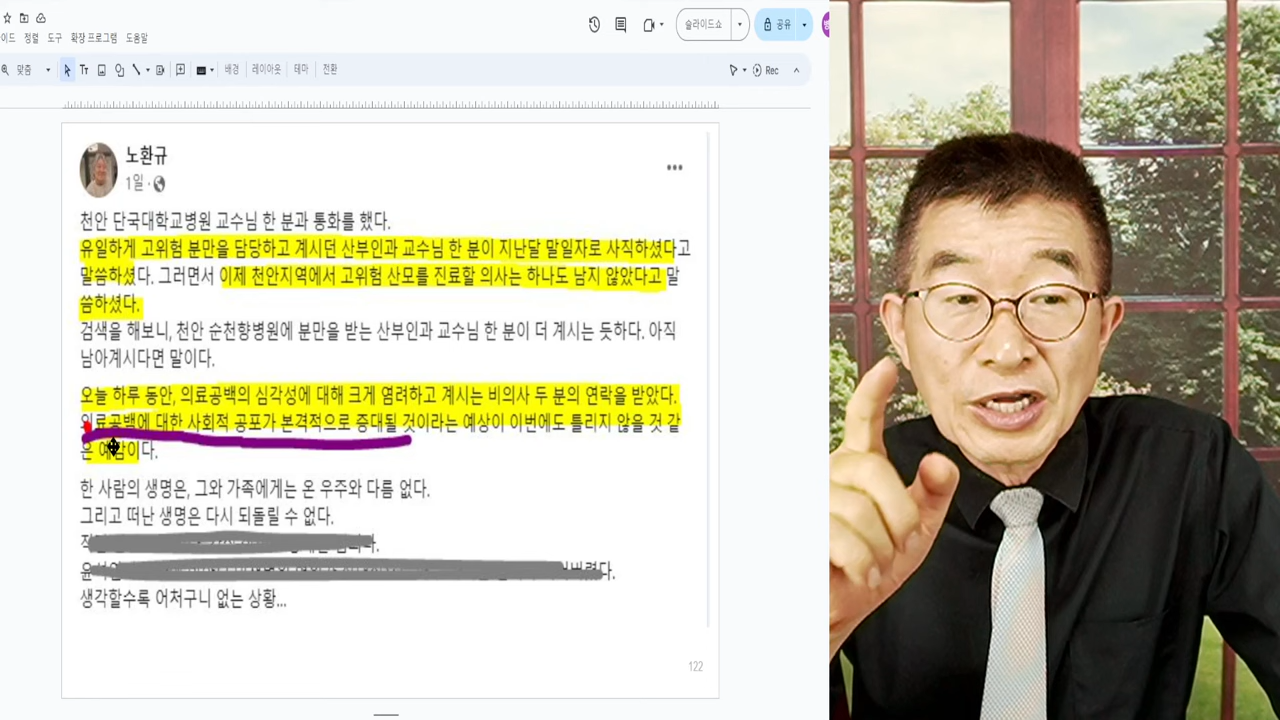 이드 정렬 도구 확장 프로그램 도움말
슬라이드쇼
공유
맞춤
Tr
배경
레이아웃
테마
전환
Rec
노환규
1일 ·
천안 단국대학교병원 교수님 한 분과 통화를 했다.
유일하게 고위험 분만을 담당하고 계시던 산부인과 교수님 한 분이 지난달 말일자로 사직하셨다고
말씀하셨다. 그러면서 이제 천안지역에서 고위험 산모를 진료할 의사는 하나도 남지 않았다고 말
씀하셨다.
검색을 해보니, 천안 순천향병원에 분만을 받는 산부인과 교수님 한 분이 더 계시는 듯하다. 아직
남아계시다면 말이다.
오늘 하루 동안, 의료공백의 심각성에 대해 크게 염려하고 계시는 비의사 두 분의 연락을 받았다.
의료공백에 대한 사회적 공포가 본격적으로 증대될 것이라는 예상이 이번에도 틀리지 않을 것 같
은 예감이다.
한 사람의 생명은, 그와 가족에게는 온 우주와 다름 없다.
그리고 떠난 생명은 다시 되돌릴 수 없다.
생각할수록 어처구니 없는 상황...
122